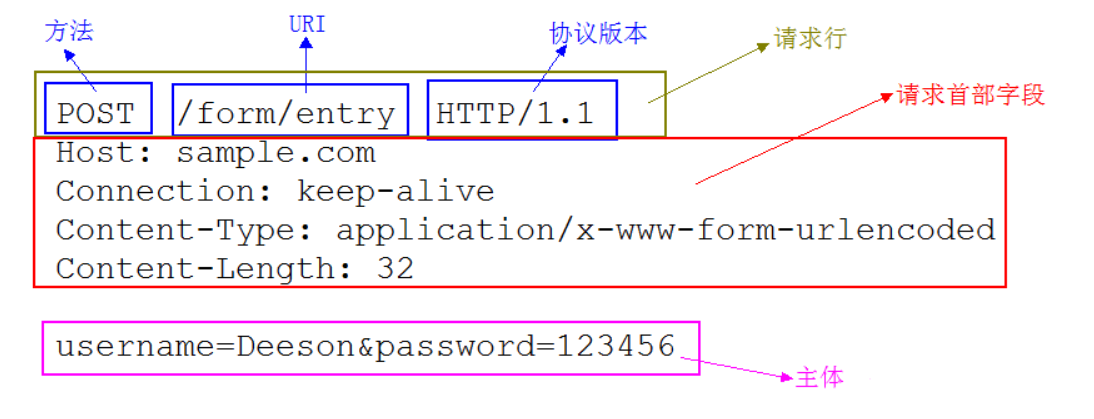 方法 URI 协议版本 请求行
POST /form/entry HTTP/1.1
请求首部字段
Host: sample.com
Connection: keep-alive
Content-Type: application/x-www-form-urlencoded
Content-Length: 32
username=Deeson&password=123456
主体